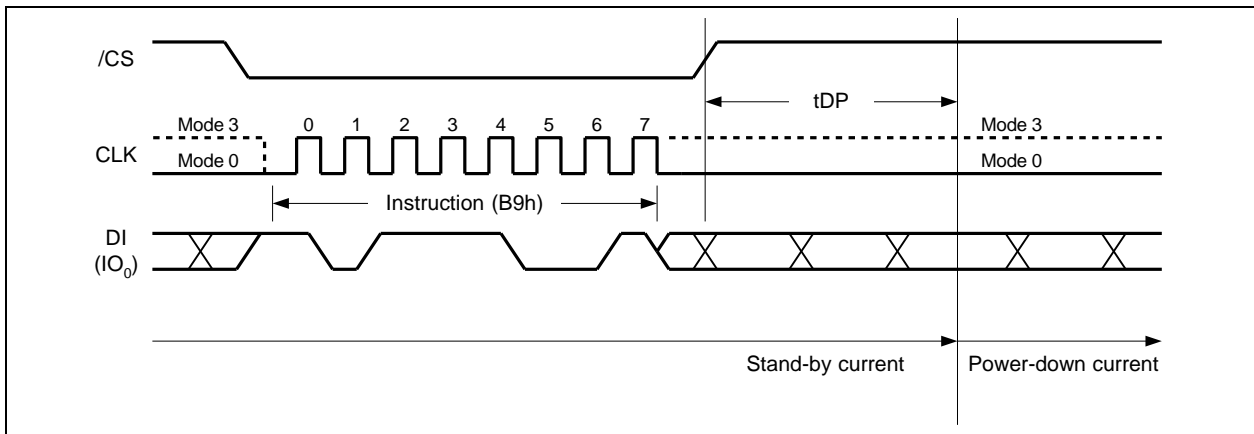 /CS
tDP
Mode 3
0 1 2 3 4 5 6 7
Mode 3
CLK
Mode 0
Mode 0
Instruction (B9h)
DI
(IO0)
Stand-by current
Power-down current